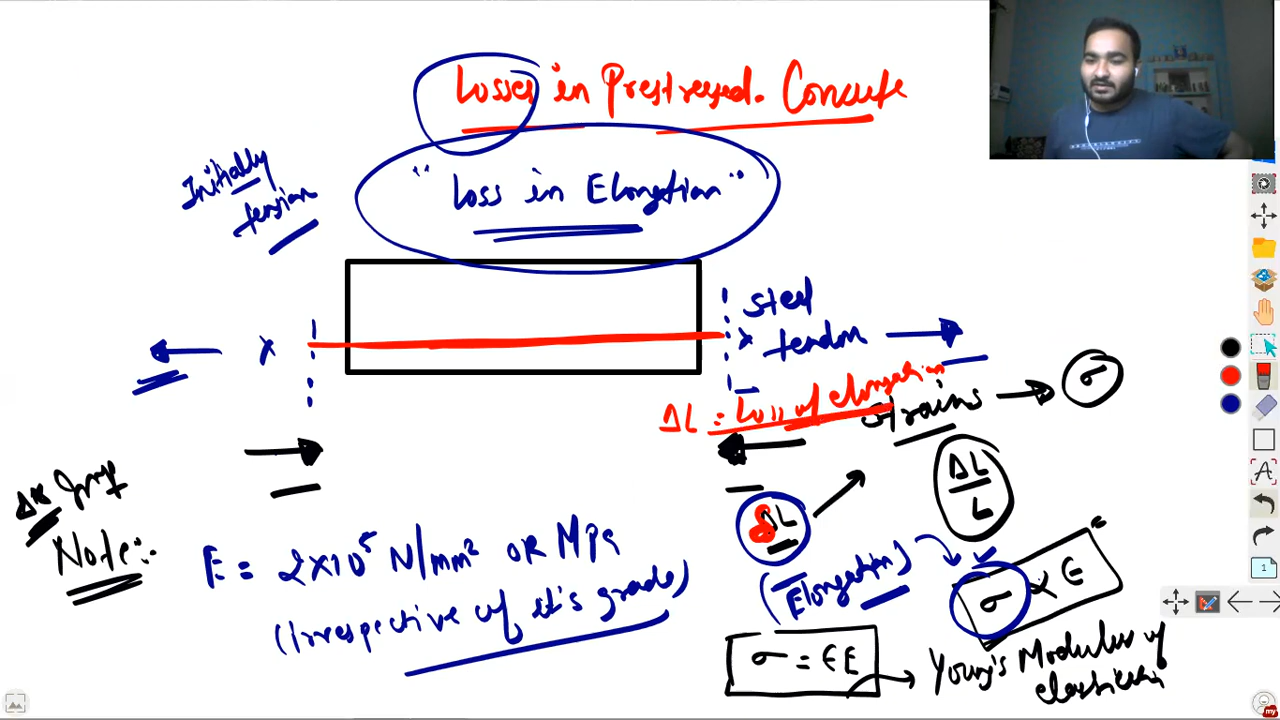 Losses in Prestressed. Concrete
"Loss in Elongation"
Initially
tension
steel
tendon
ΔL = Loss of elongation
strains → σ
ΔL
L
δΔL
(Elongation)
σ ∝ ϵ
Note:-
E = 2×10⁵ N/mm² OR Mpa
(Irrespective of it's grade)
σ = ϵE
Young's Modulus of
elasticity